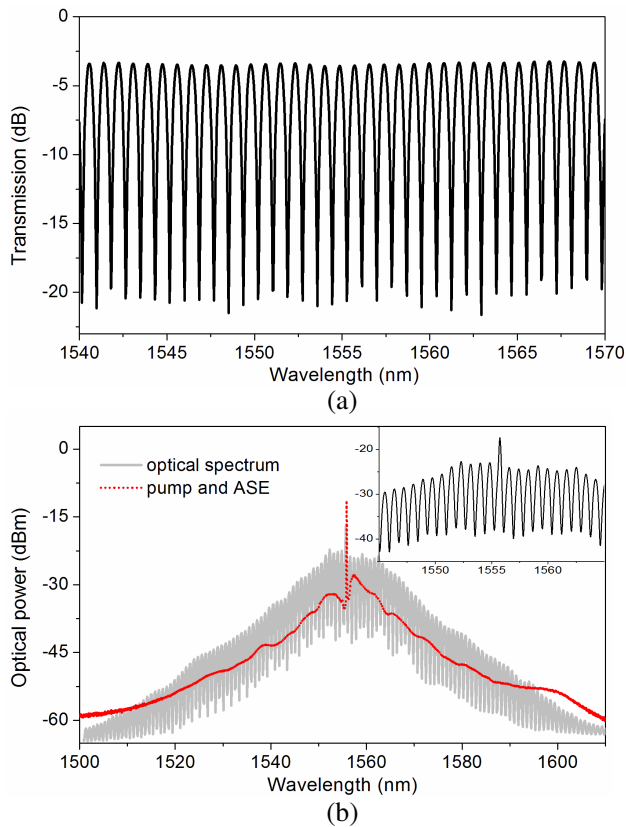 0
-5
-10
-15
-20
Transmission (dB)
1540 1545 1550 1555 1560 1565 1570
Wavelength (nm)
(a)
0
-15
-30
-45
-60
Optical power (dBm)
optical spectrum
pump and ASE
-20
-30
-40
1550 1555 1560
1500 1520 1540 1560 1580 1600
Wavelength (nm)
(b)